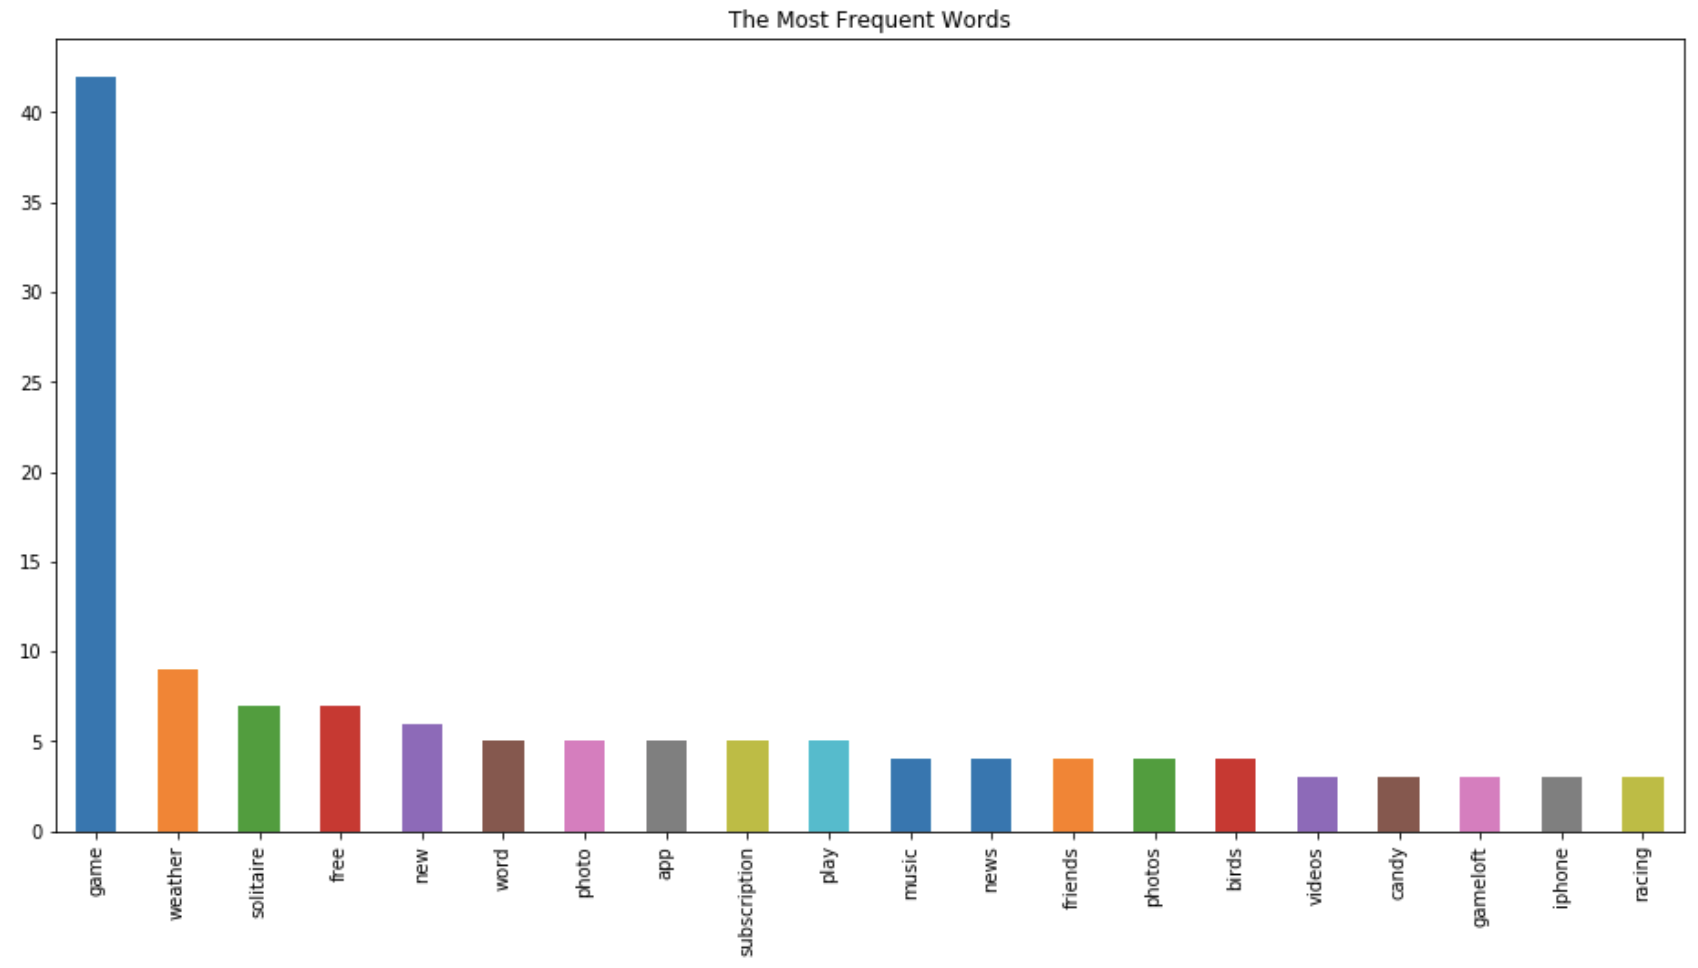 The Most Frequent Words
40
35
30
25
20
15
10
5
0
game
weather
solitaire
free
new
word
photo
app
subscription
play
music
news
friends
photos
birds
videos
candy
gameloft
iphone
racing